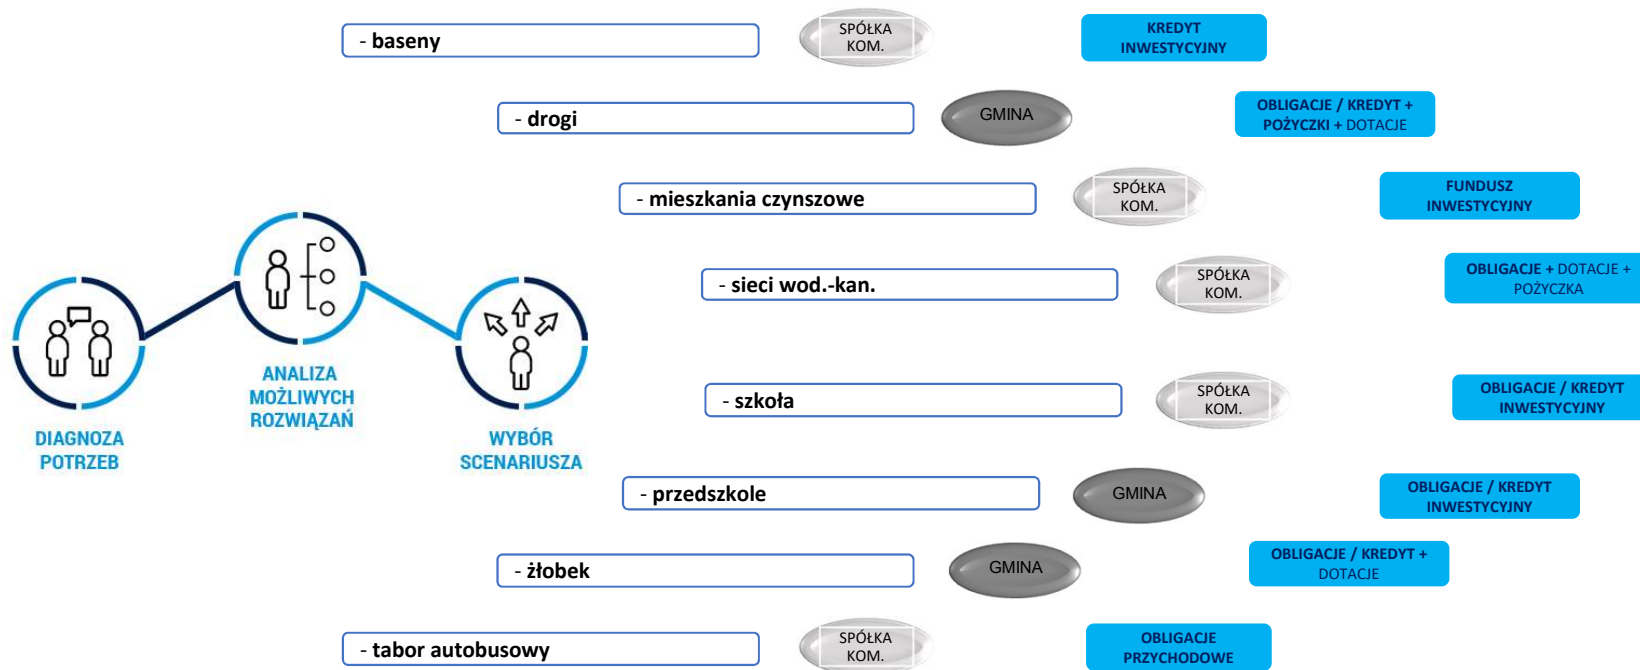 - baseny
SPÓŁKA
KOM.
KREDYT
INWESTYCYJNY
- drogi
GMINA
OBLIGACJE / KREDYT +
POŻYCZKI + DOTACJE
- mieszkania czynszowe
SPÓŁKA
KOM.
FUNDUSZ
INWESTYCYJNY
- sieci wod.-kan.
SPÓŁKA
KOM.
OBLIGACJE + DOTACJE +
POŻYCZKA
- szkoła
SPÓŁKA
KOM.
OBLIGACJE / KREDYT
INWESTYCYJNY
- przedszkole
GMINA
OBLIGACJE / KREDYT
INWESTYCYJNY
- żłobek
GMINA
OBLIGACJE / KREDYT +
DOTACJE
- tabor autobusowy
SPÓŁKA
KOM.
OBLIGACJE
PRZYCHODOWE
DIAGNOZA
POTRZEB
ANALIZA
MOŻLIWYCH
ROZWIĄZAŃ
WYBÓR
SCENARIUSZA